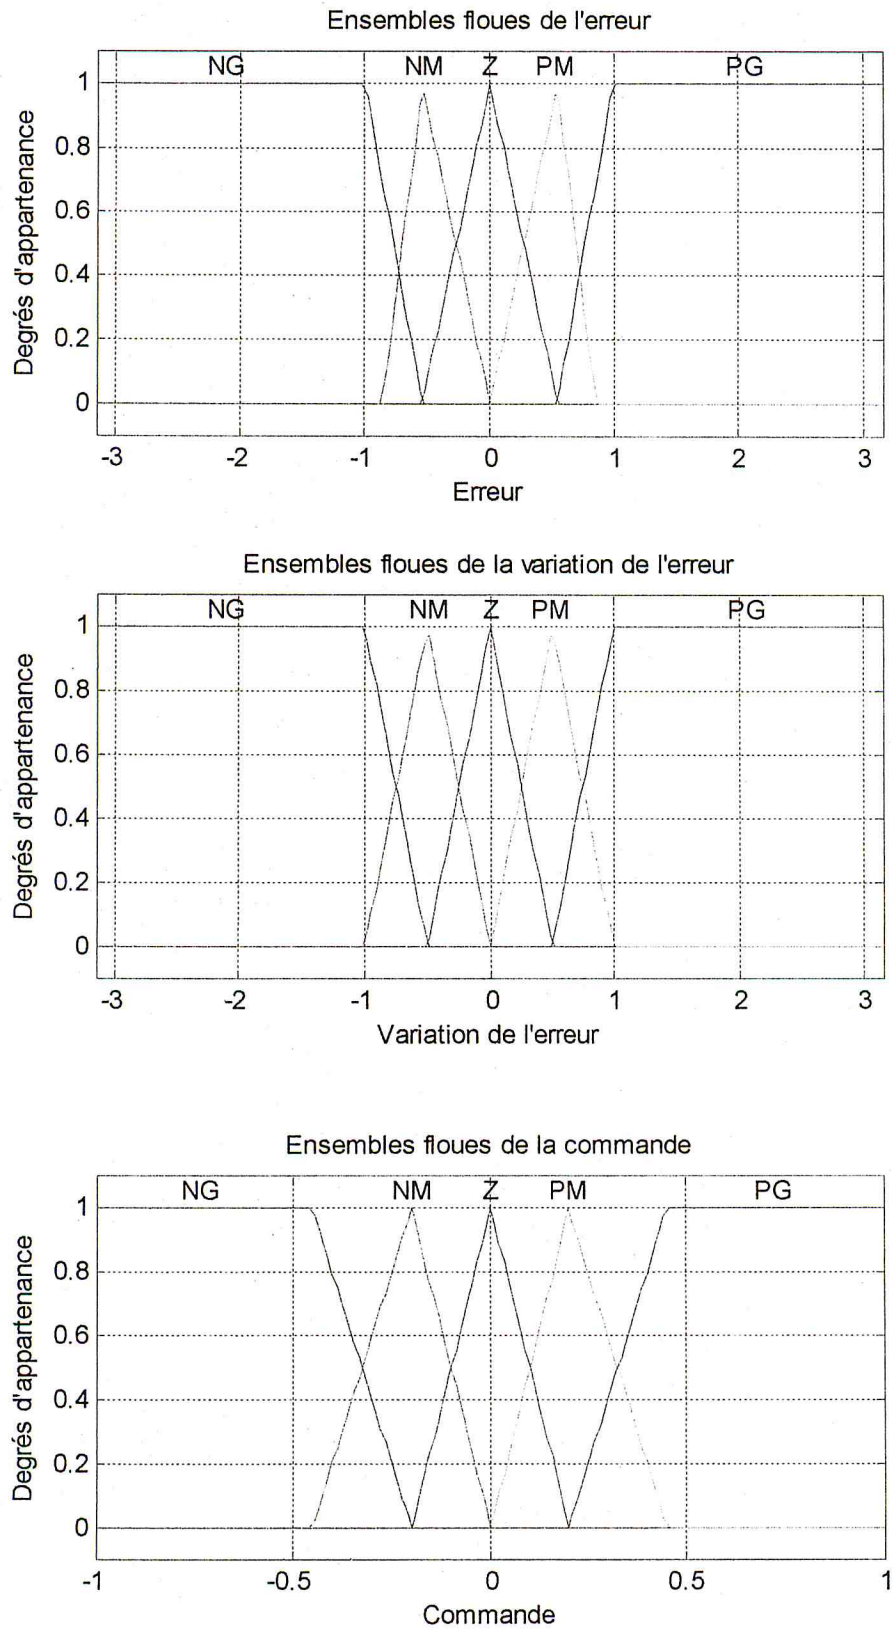 Ensembles floues de l'erreur
NG NM Z PM PG
1
0.8
0.6
0.4
0.2
0
Degrés d'appartenance
-3 -2 -1 0 1 2 3
Erreur
Ensembles floues de la variation de l'erreur
NG NM Z PM PG
1
0.8
0.6
0.4
0.2
0
Degrés d'appartenance
-3 -2 -1 0 1 2 3
Variation de l'erreur
Ensembles floues de la commande
NG NM Z PM PG
1
0.8
0.6
0.4
0.2
0
Degrés d'appartenance
-1 -0.5 0 0.5 1
Commande